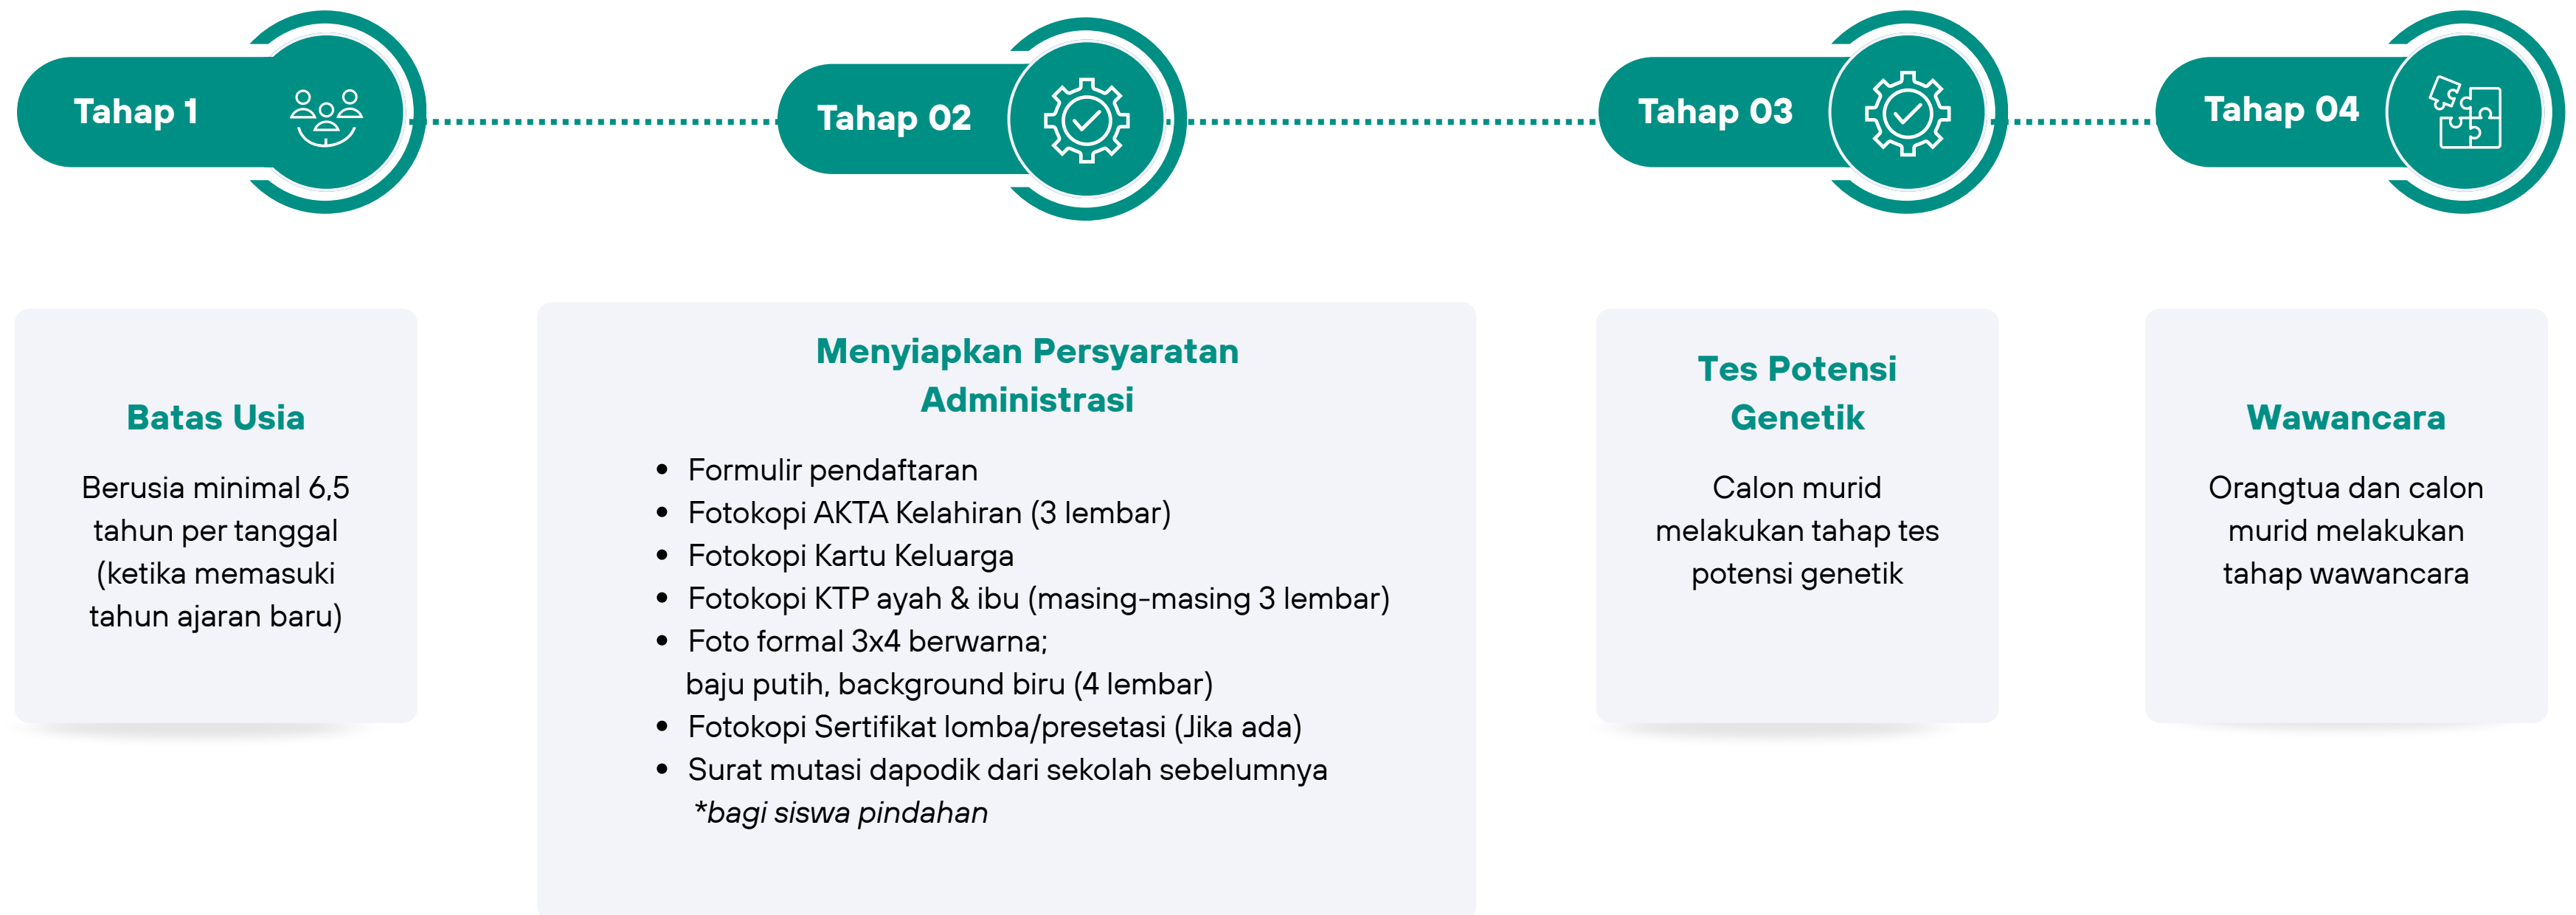 Tahap 1
Tahap 02
Tahap 03
Tahap 04
Batas Usia
Berusia minimal 6,5
tahun per tanggal
(ketika memasuki
tahun ajaran baru)
Menyiapkan Persyaratan
Administrasi
• Formulir pendaftaran
• Fotokopi AKTA Kelahiran (3 lembar)
• Fotokopi Kartu Keluarga
• Fotokopi KTP ayah & ibu (masing-masing 3 lembar)
• Foto formal 3x4 berwarna;
baju putih, background biru (4 lembar)
• Fotokopi Sertifikat lomba/presetasi (Jika ada)
• Surat mutasi dapodik dari sekolah sebelumnya
*bagi siswa pindahan
Tes Potensi
Genetik
Calon murid
melakukan tahap tes
potensi genetik
Wawancara
Orangtua dan calon
murid melakukan
tahap wawancara